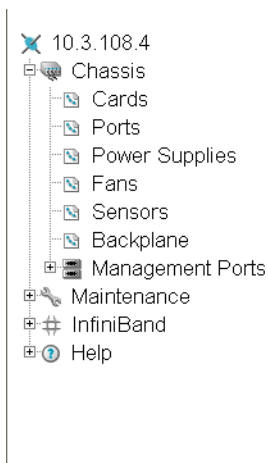 10.3.108.4
Chassis
Cards
Ports
Power Supplies
Fans
Sensors
Backplane
Management Ports
Maintenance
InfiniBand
Help